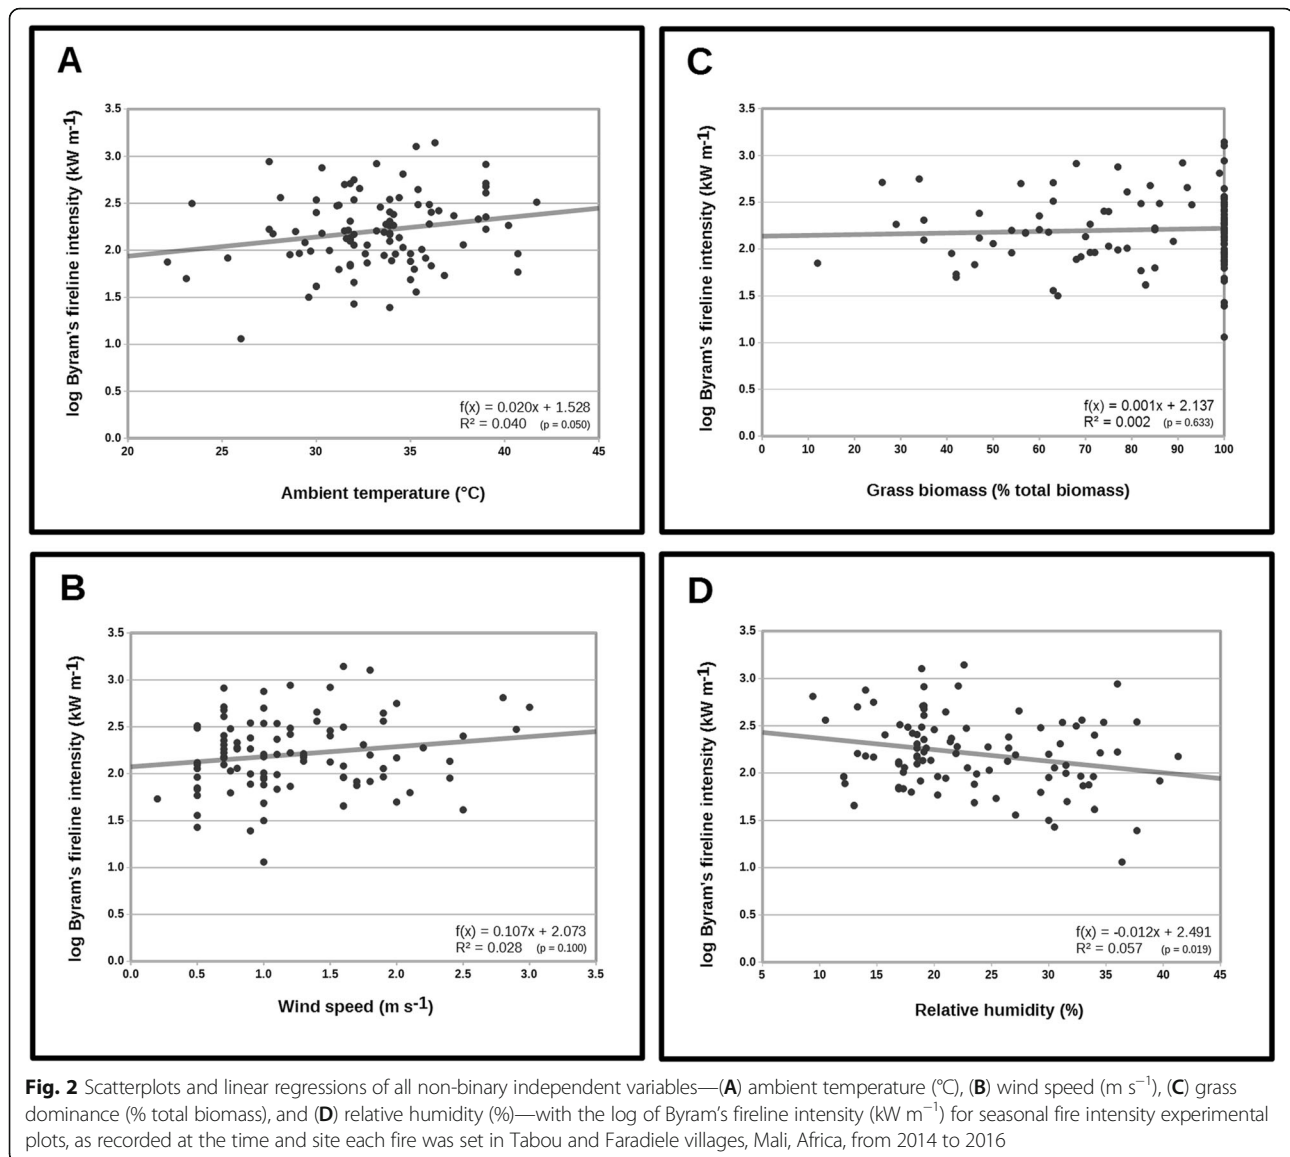 A
log Byram's fireline intensity (kW m-1)
3.5
3.0
2.5
2.0
1.5
1.0
0.5
0.0
f(x) = 0.020x + 1.528
R² = 0.040 (p = 0.050)
20 25 30 35 40 45
Ambient temperature (°C)
C
log Byram's fireline intensity (kW m-1)
3.5
3.0
2.5
2.0
1.5
1.0
0.5
0.0
f(x) = 0.001x + 2.137
R² = 0.002 (p = 0.633)
0 10 20 30 40 50 60 70 80 90 100
Grass biomass (% total biomass)
B
log Byram's fireline intensity (kW m-1)
3.5
3.0
2.5
2.0
1.5
1.0
0.5
0.0
f(x) = 0.107x + 2.073
R² = 0.028 (p = 0.100)
0.0 0.5 1.0 1.5 2.0 2.5 3.0 3.5
Wind speed (m s-1)
D
log Byram's fireline intensity (kW m-1)
3.5
3.0
2.5
2.0
1.5
1.0
0.5
0.0
f(x) = -0.012x + 2.491
R² = 0.057 (p = 0.019)
5 10 15 20 25 30 35 40 45
Relative humidity (%)
Fig. 2 Scatterplots and linear regressions of all non-binary independent variables—(A) ambient temperature (°C), (B) wind speed (m s−1), (C) grass
dominance (% total biomass), and (D) relative humidity (%)—with the log of Byram's fireline intensity (kW m−1) for seasonal fire intensity experimental
plots, as recorded at the time and site each fire was set in Tabou and Faradiele villages, Mali, Africa, from 2014 to 2016